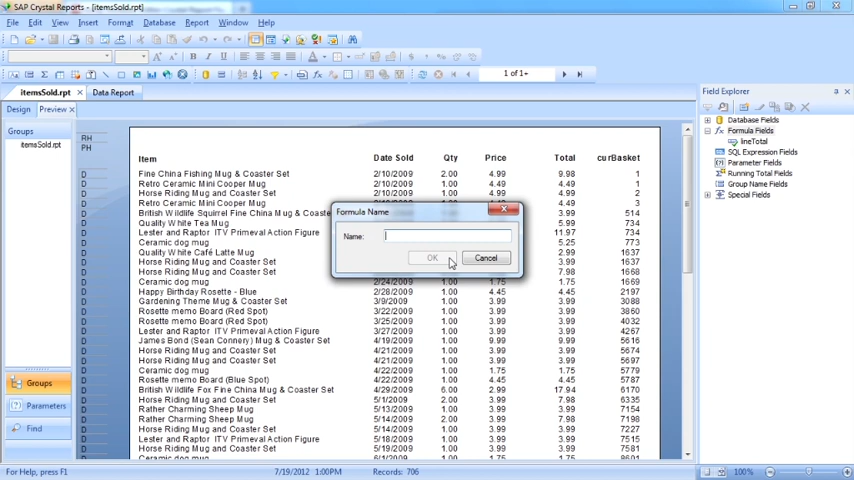 SAP Crystal Reports - [itemsSold.rpt]
File Edit View Insert Format Database Report Window Help
1 of 1+
itemsSold.rpt Data Report
Design Preview
Groups
itemsSold.rpt
RH
PH
Item Date Sold Qty Price Total curBasket
D Fine China Fishing Mug & Coaster Set 2/10/2009 2.00 4.99 9.98 1
D Retro Ceramic Mini Cooper Mug 2/10/2009 1.00 4.49 4.49 1
D Horse Riding Mug and Coaster Set 2/10/2009 1.00 4.99 4.99 2
D Retro Ceramic Mini Cooper Mug 2/10/2009 1.00 4.49 4.49 3
D British Wildlife Squirrel Fine China Mug & Coaster 514
D Quality White Tea Mug 5.99 734
D Lester and Raptor ITV Primeval Action Figure 11.97 734
D Ceramic dog mug 5.25 773
D Quality White Café Latte Mug 2.99 1637
D Horse Riding Mug and Coaster Set 3.99 1637
D Horse Riding Mug and Coaster Set 7.98 1668
D Ceramic dog mug 2/24/2009 1.00 1.75 1.75 1669
D Happy Birthday Rosette - Blue 2/28/2009 1.00 4.45 4.45 2197
D Gardening Theme Mug & Coaster Set 3/9/2009 1.00 3.99 3.99 3088
D Rosette memo Board (Red Spot) 3/22/2009 1.00 3.99 3.99 3860
D Rosette memo Board (Red Spot) 3/25/2009 1.00 3.99 3.99 4032
D Lester and Raptor ITV Primeval Action Figure 3/27/2009 1.00 3.99 3.99 4267
D James Bond (Sean Connery) Mug & Coaster Set 4/19/2009 1.00 9.99 9.99 5656
D Horse Riding Mug and Coaster Set 4/21/2009 1.00 3.99 3.99 5674
D Horse Riding Mug and Coaster Set 4/21/2009 1.00 3.99 3.99 5697
D Ceramic dog mug 4/22/2009 1.00 1.75 1.75 5779
D Rosette memo Board (Blue Spot) 4/22/2009 1.00 4.45 4.45 5787
D British Wildlife Fox Fine China Mug & Coaster Set 4/29/2009 6.00 2.99 17.94 6170
D Horse Riding Mug and Coaster Set 5/1/2009 2.00 3.99 7.98 6335
D Rather Charming Sheep Mug 5/13/2009 1.00 3.99 3.99 7154
D Rather Charming Sheep Mug 5/14/2009 2.00 3.99 7.98 7198
D Horse Riding Mug and Coaster Set 5/14/2009 1.00 3.99 3.99 7223
D Lester and Raptor ITV Primeval Action Figure 5/18/2009 1.00 3.99 3.99 7515
D Horse Riding Mug and Coaster Set 5/23/2009 1.00 3.99 3.99 7823
D Ceramic dog mug 6/1/2009 1.75 1.75 8601
Formula Name
Name:
OK Cancel
Field Explorer
Database Fields
Formula Fields
lineTotal
SQL Expression Fields
Parameter Fields
Running Total Fields
Group Name Fields
Special Fields
Groups
Parameters
Find
For Help, press F1 7/19/2012 1:00PM Records: 706 100%